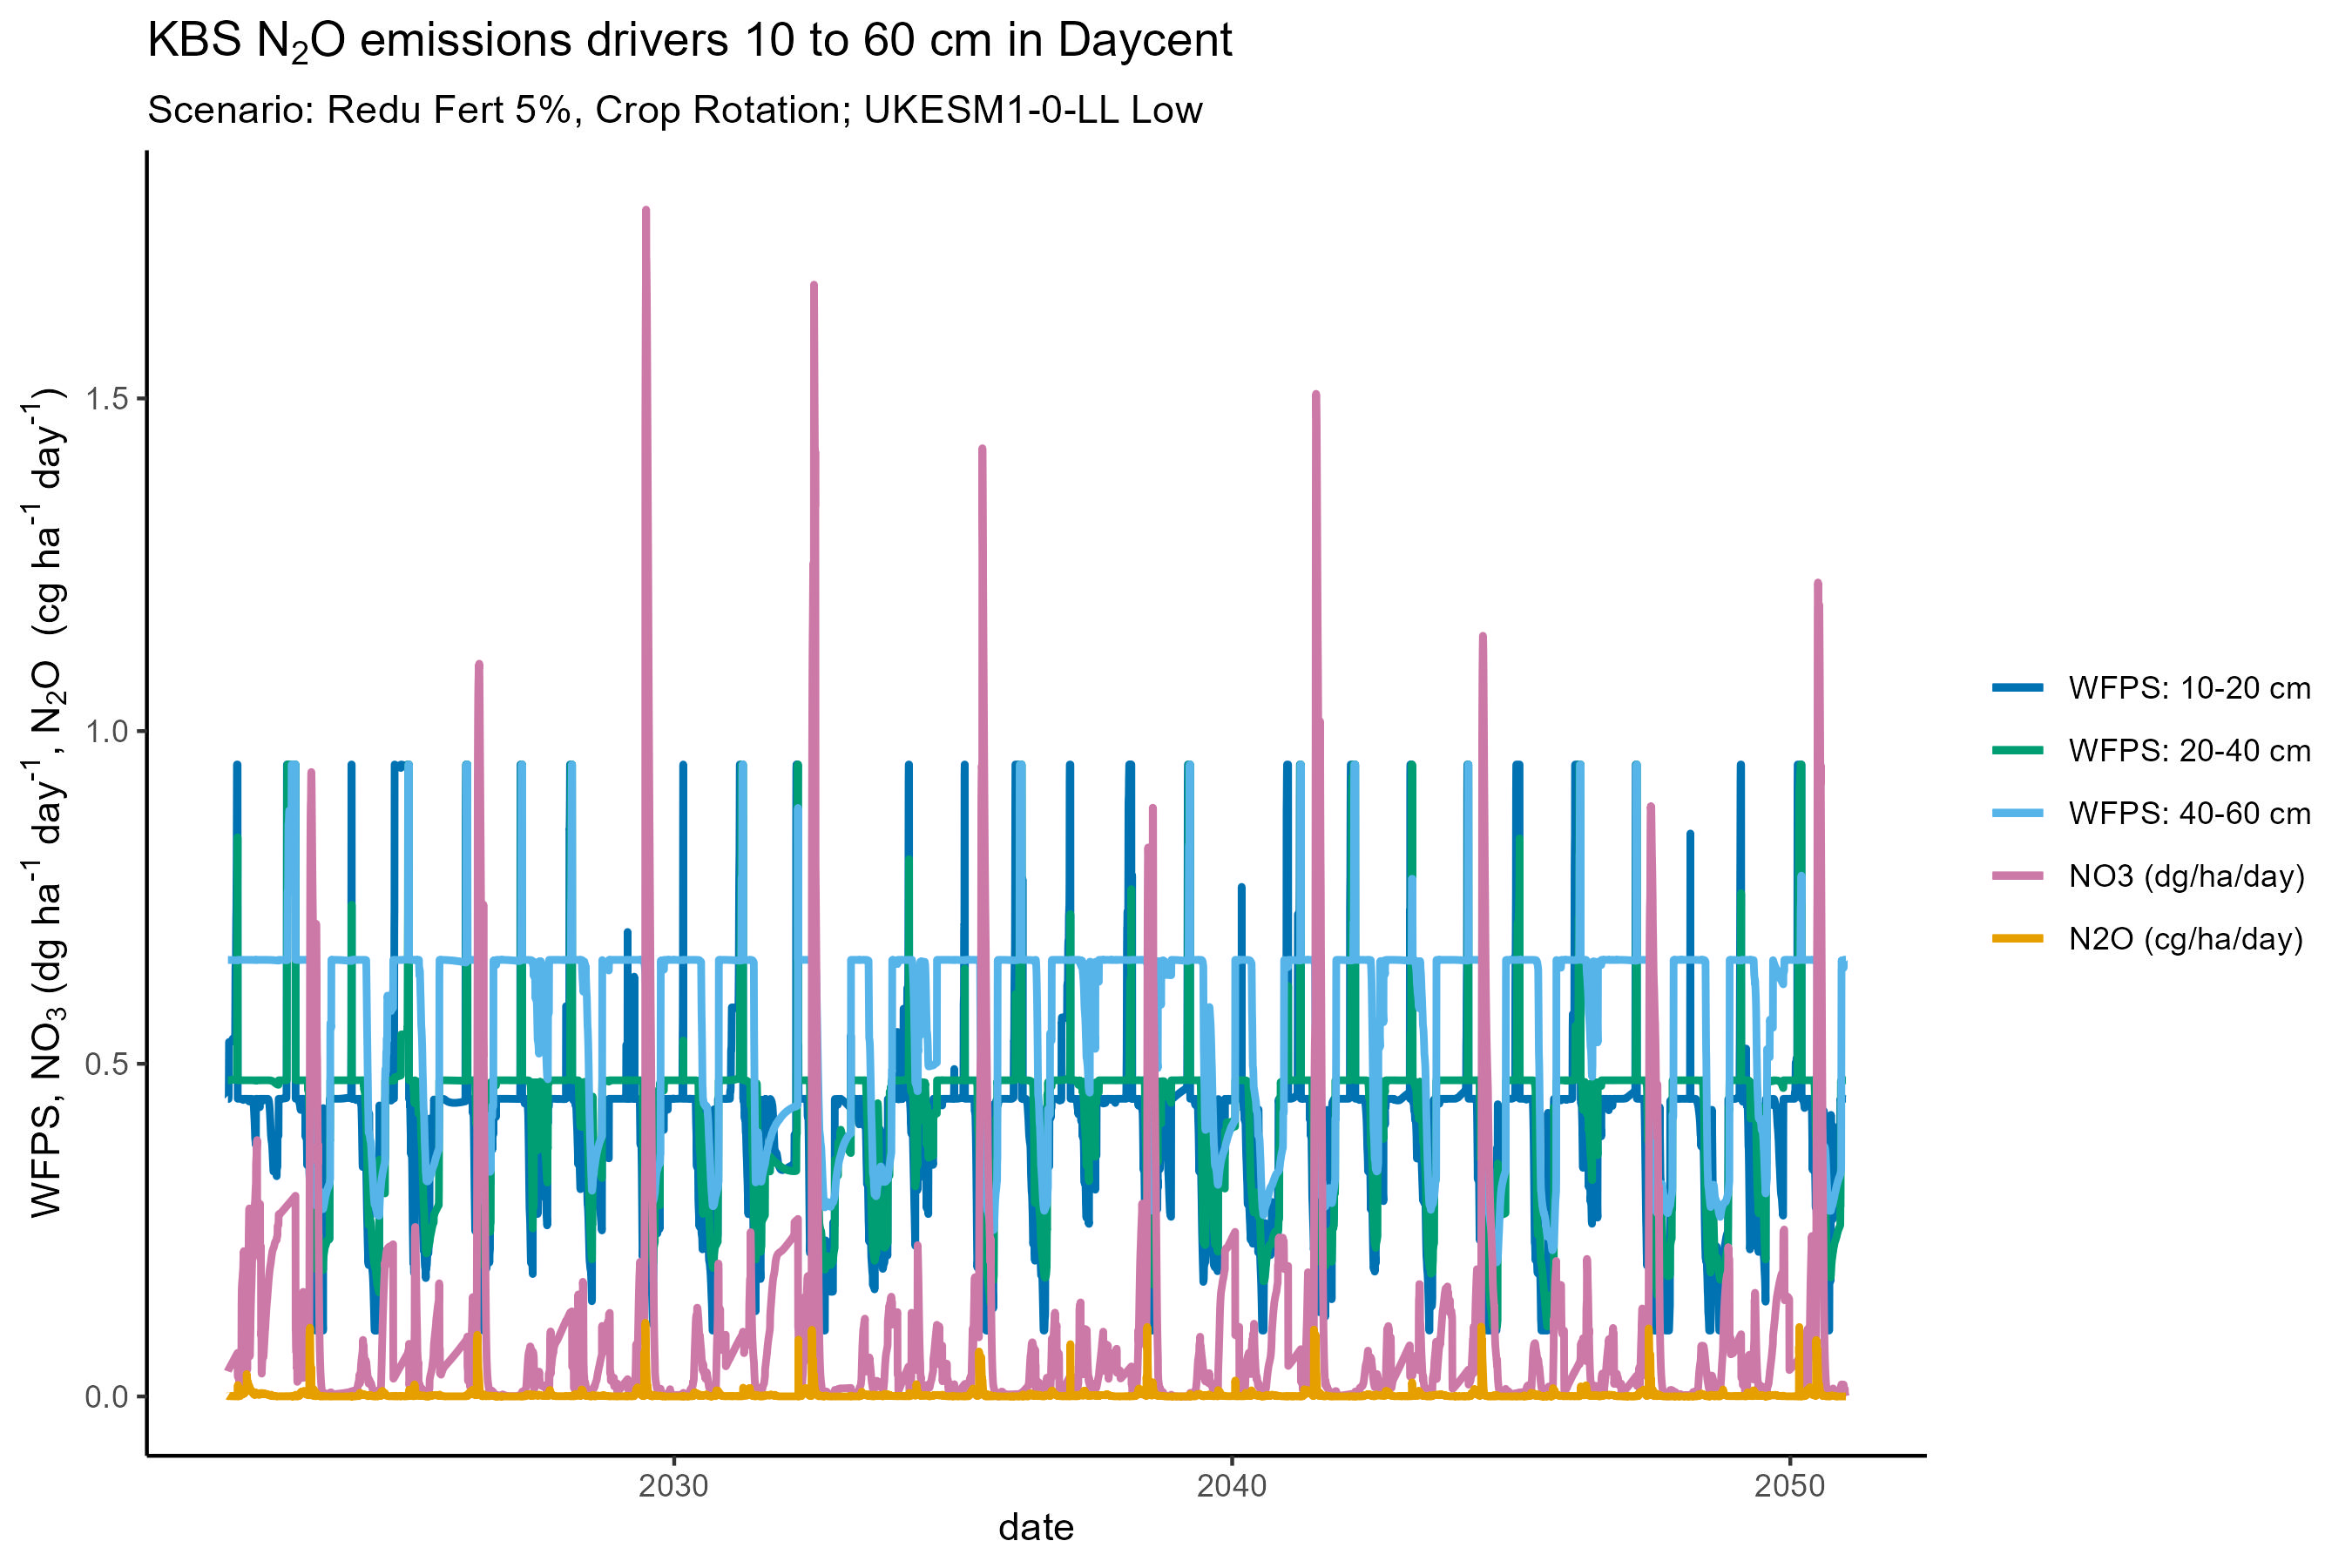 KBS N₂O emissions drivers 10 to 60 cm in Daycent
Scenario: Redu Fert 5%, Crop Rotation; UKESM1-0-LL Low
WFPS, NO₃ (dg ha⁻¹ day⁻¹, N₂O (cg ha⁻¹ day⁻¹)
1.5
1.0
0.5
0.0
2030
2040
2050
date
WFPS: 10-20 cm
WFPS: 20-40 cm
WFPS: 40-60 cm
NO3 (dg/ha/day)
N2O (cg/ha/day)